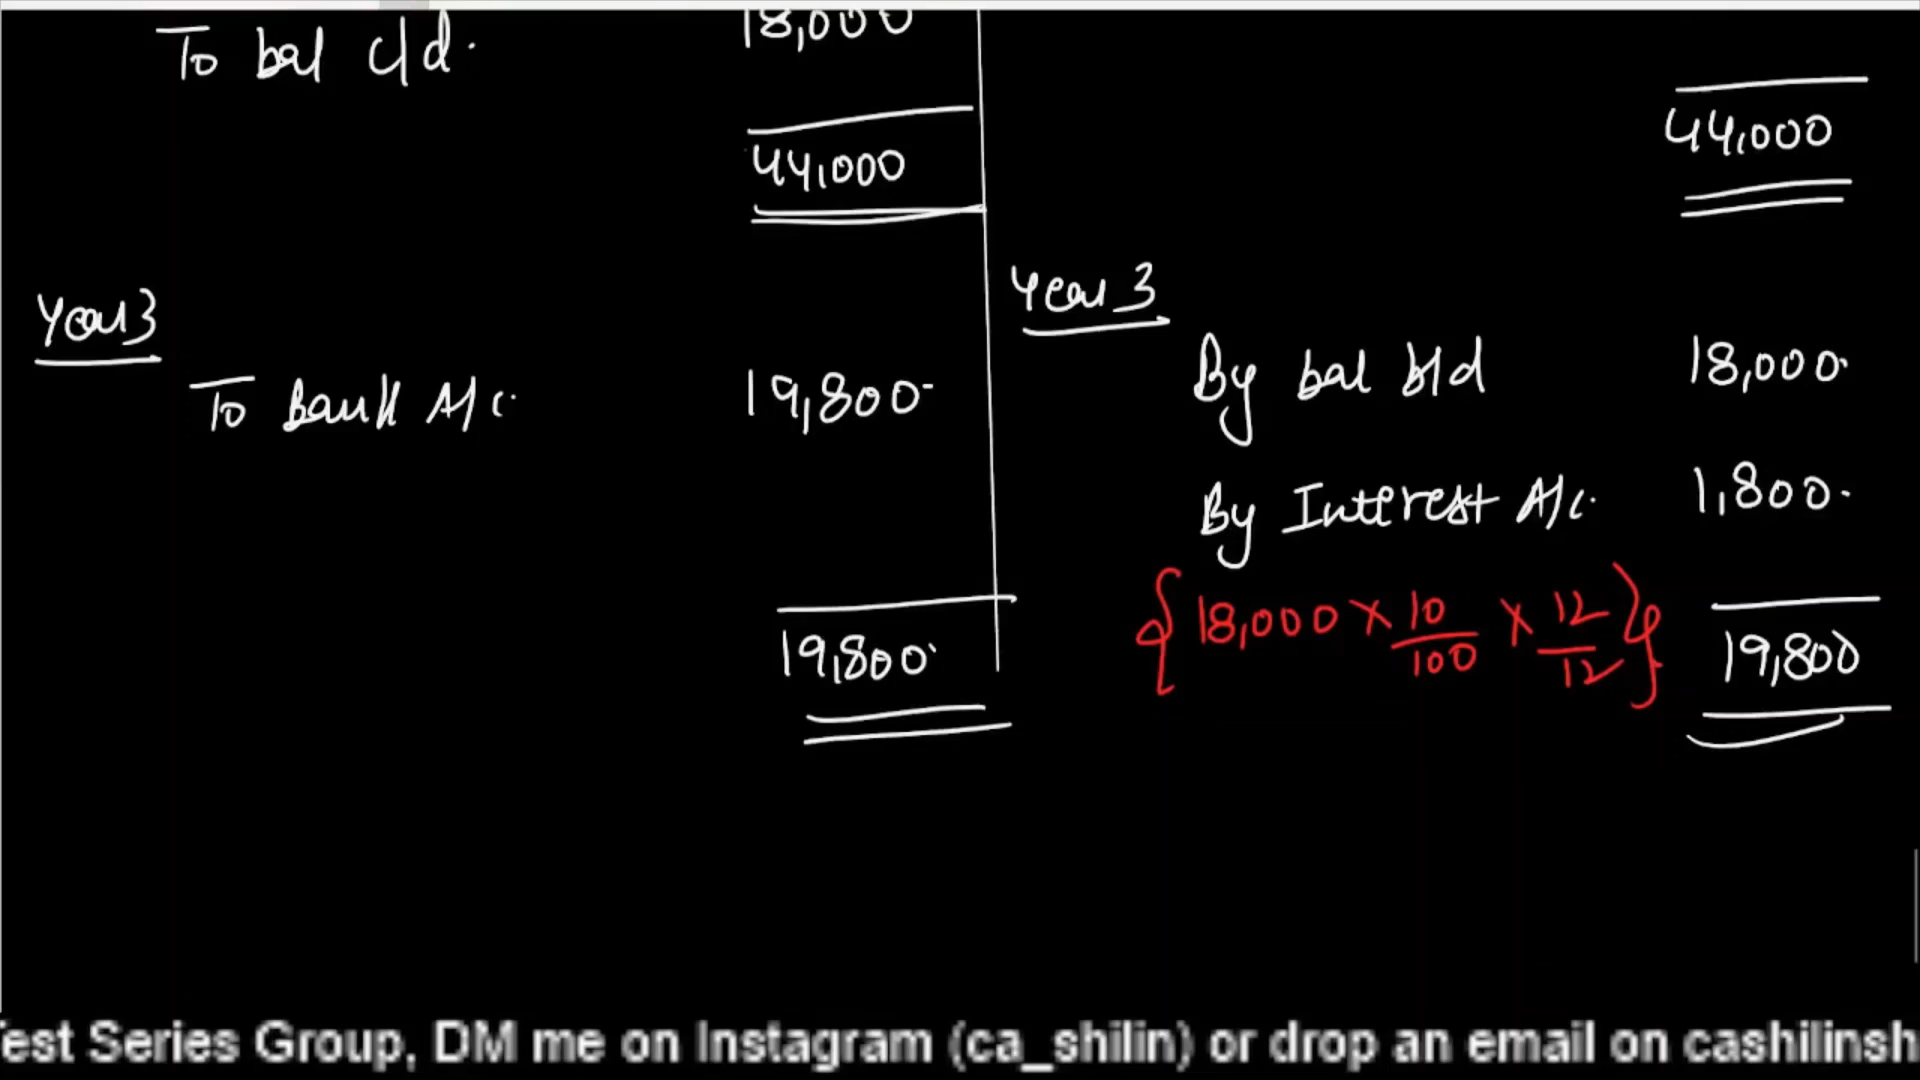 To bal c/d. 18,000
44,000 44,000
Year 3 Year 3
To Bank A/c. 19,800- By bal b/d 18,000.
By Interest A/c. 1,800.
{18,000 × 10/100 × 12/12}
19,800. 19,800
est Series Group, DM me on Instagram (ca_shilin) or drop an email on cashilinsh